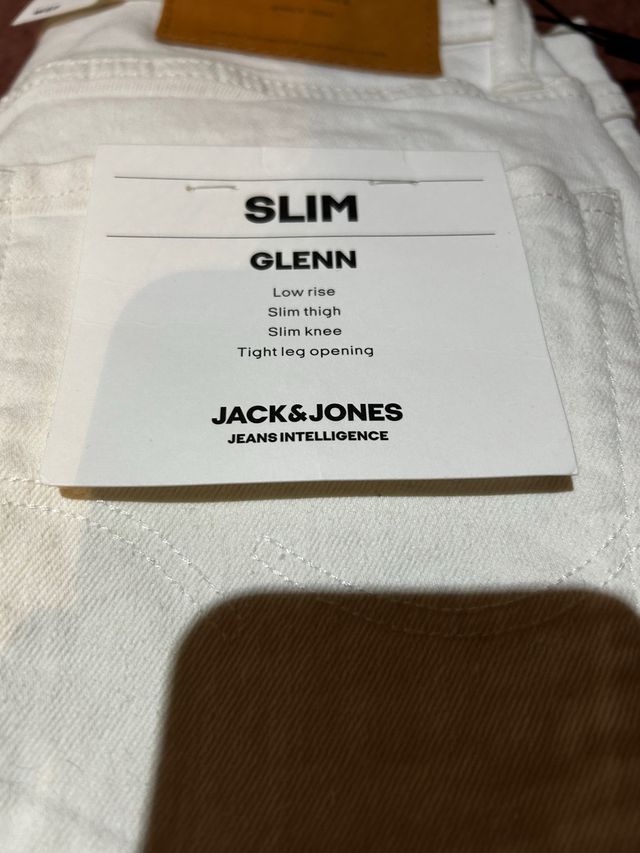 SLIM
GLENN
Low rise
Slim thigh
Slim knee
Tight leg opening
JACK&JONES
JEANS INTELLIGENCE